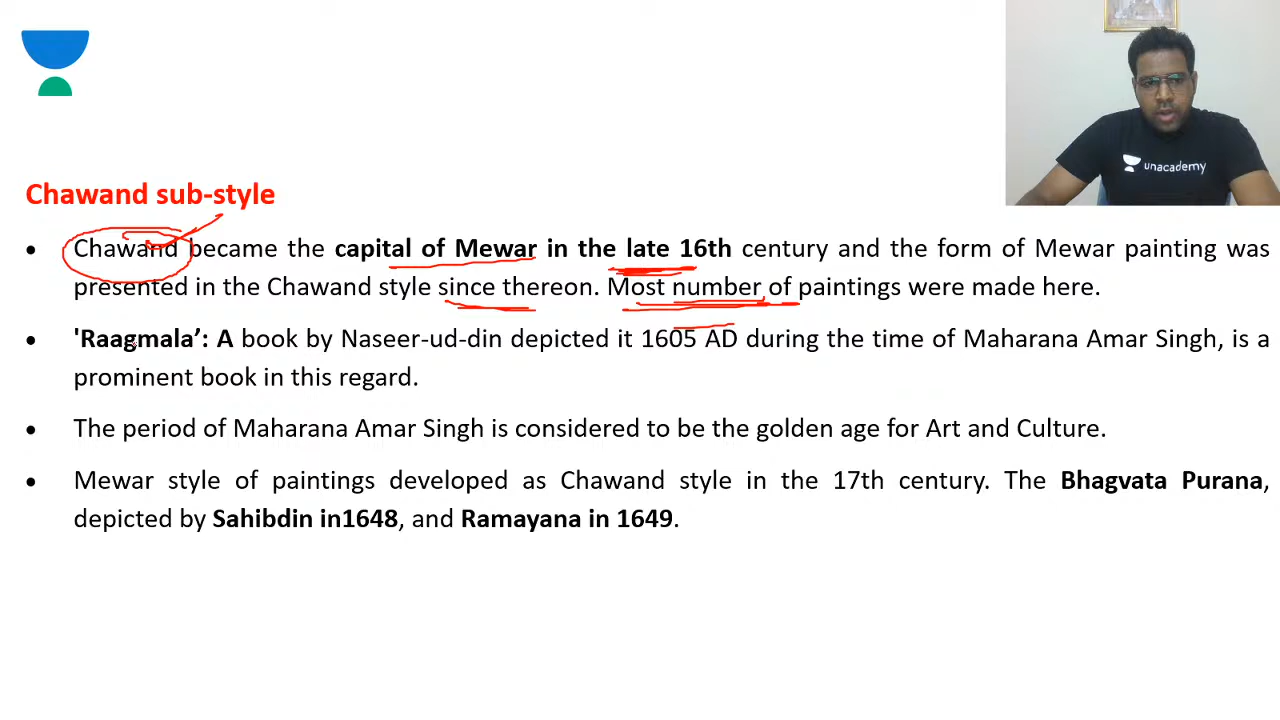 unacademy
Chawand sub-style
• Chawand became the capital of Mewar in the late 16th century and the form of Mewar painting was
presented in the Chawand style since thereon. Most number of paintings were made here.
• 'Raagmala’: A book by Naseer-ud-din depicted it 1605 AD during the time of Maharana Amar Singh, is a
prominent book in this regard.
• The period of Maharana Amar Singh is considered to be the golden age for Art and Culture.
• Mewar style of paintings developed as Chawand style in the 17th century. The Bhagvata Purana,
depicted by Sahibdin in1648, and Ramayana in 1649.